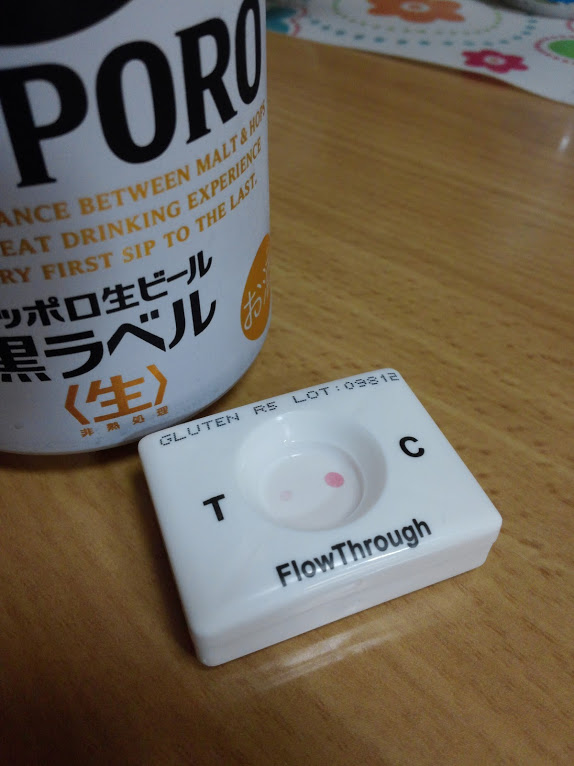 PORO
ANCE BETWEEN MALT & HOPS
EAT DRINKING EXPERIENCE
RY FIRST SIP TO THE LAST.
ッポロ生ビール
黒ラベル
〈生〉
非熱処理
お
GLUTEN R5 LOT:09812
T
C
FlowThrough